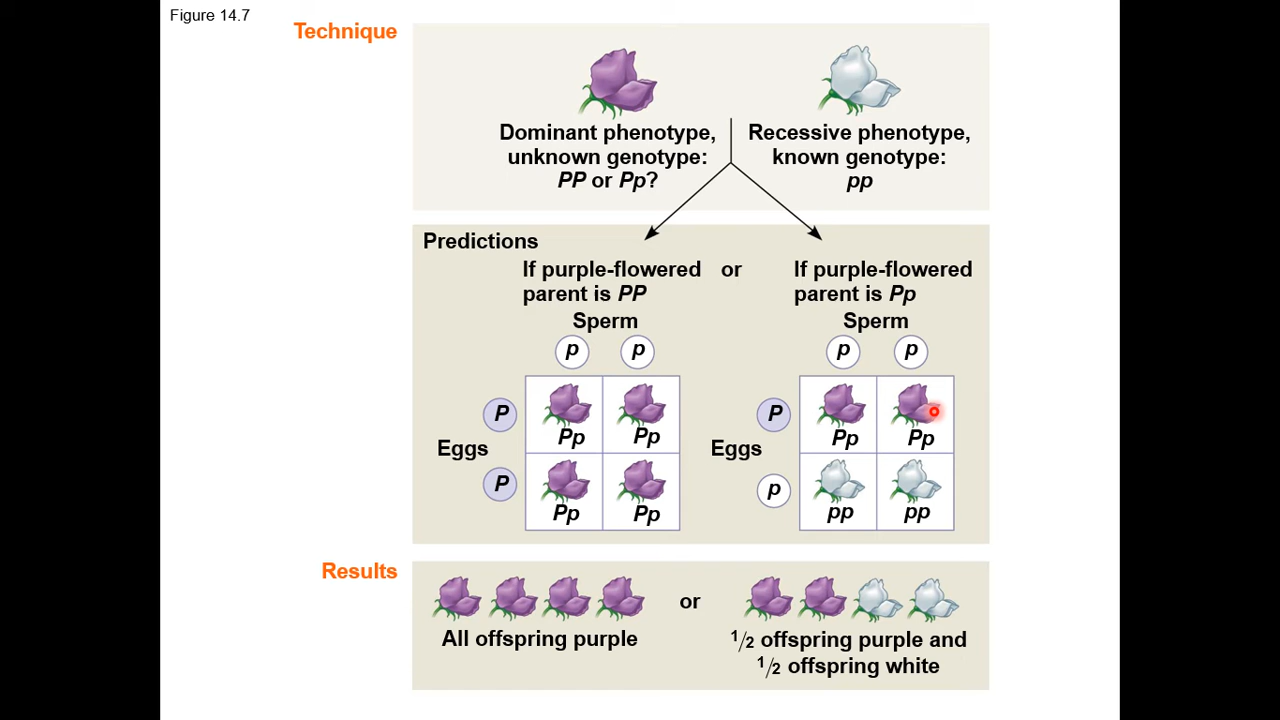 Figure 14.7
Technique
Dominant phenotype,
unknown genotype:
PP or Pp?
Recessive phenotype,
known genotype:
pp
Predictions
If purple-flowered
parent is PP
or
If purple-flowered
parent is Pp
Sperm
p p
Eggs
P
P
Pp Pp
Pp Pp
Sperm
p p
Eggs
P
p
Pp Pp
pp pp
Results
All offspring purple
or
1/2 offspring purple and
1/2 offspring white